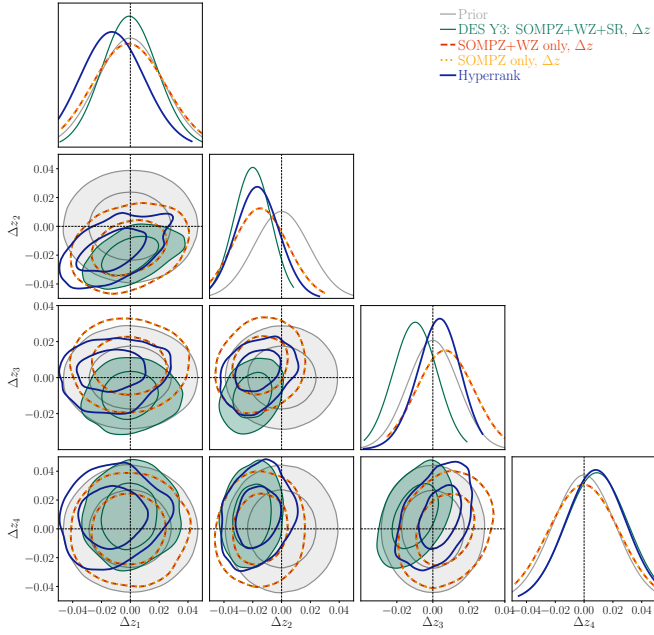 Prior
DES Y3: SOMPZ+WZ+SR, Δz
SOMPZ+WZ only, Δz
SOMPZ only, Δz
Hyperrank
0.04
0.02
0.00
−0.02
−0.04
Δz₂
0.04
0.02
0.00
−0.02
Δz₃
0.04
0.02
0.00
−0.02
−0.04
Δz₄
−0.04 −0.02 0.00 0.02 0.04
Δz₁
−0.04 −0.02 0.00 0.02 0.04
Δz₂
−0.02 0.00 0.02 0.04
Δz₃
−0.04 −0.02 0.00 0.02 0.04
Δz₄